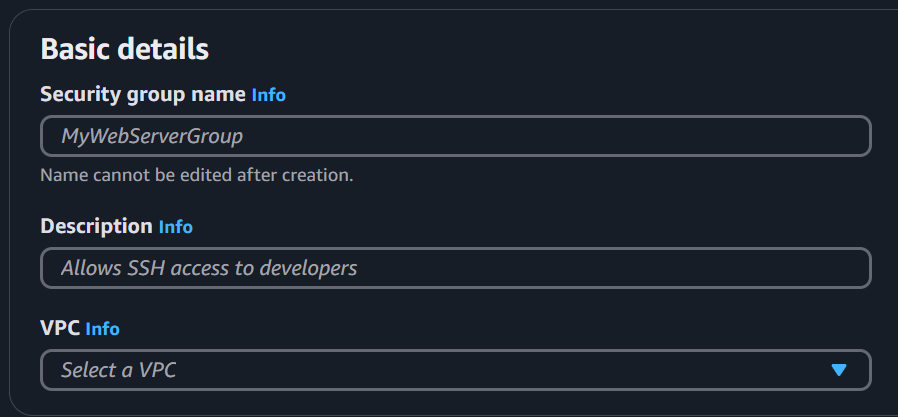 Basic details
Security group name Info
MyWebServerGroup
Name cannot be edited after creation.
Description Info
Allows SSH access to developers
VPC Info
Select a VPC